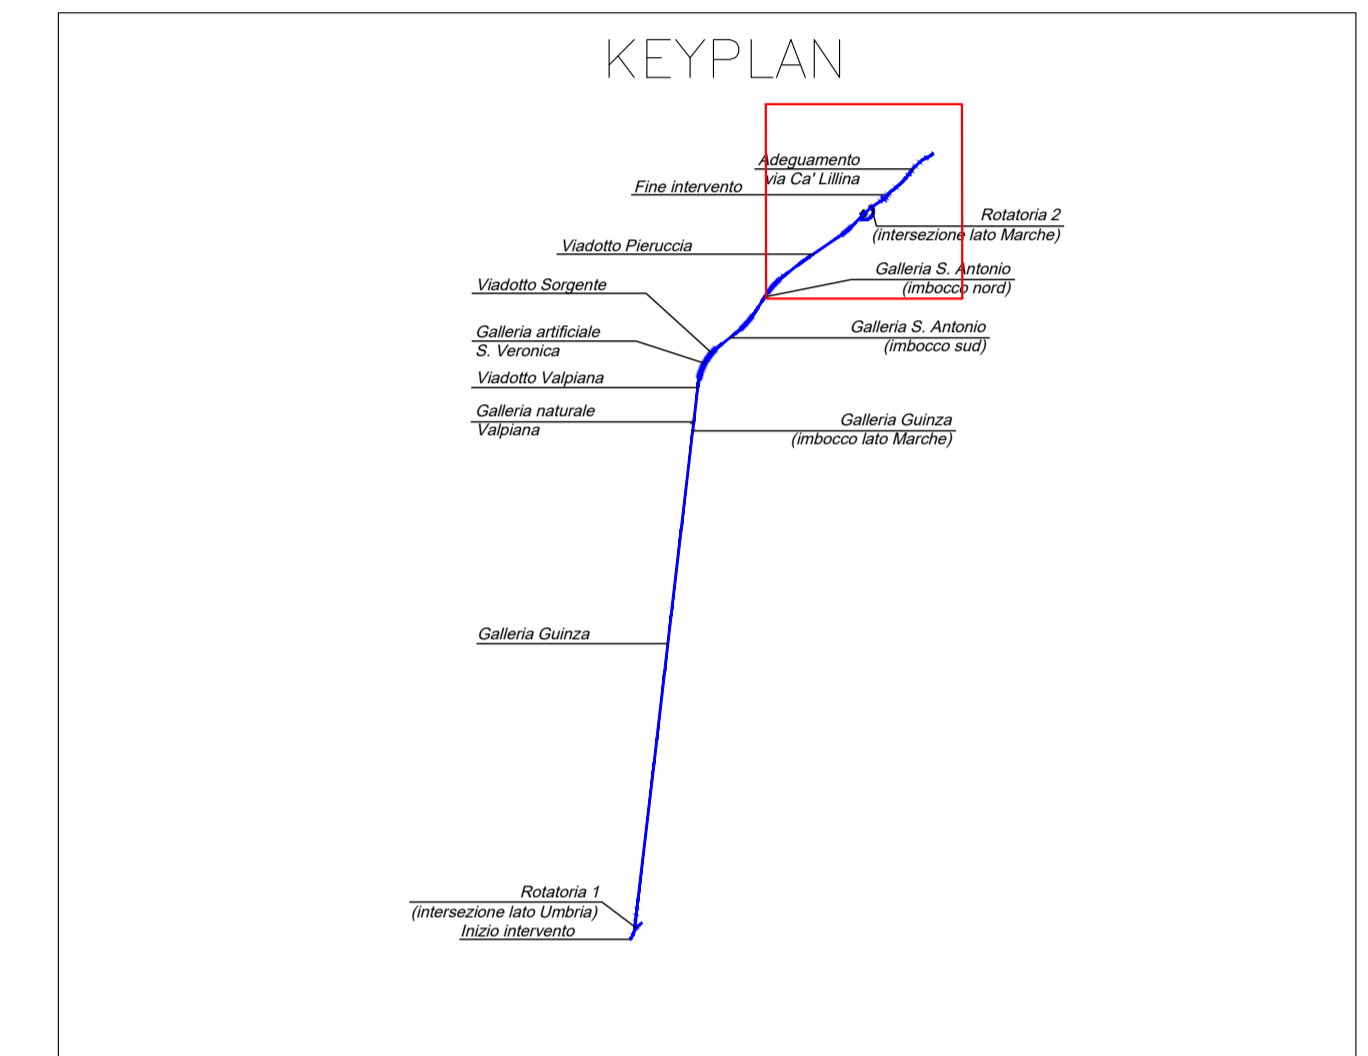 KEYPLAN
Adeguamento
via Ca' Lillina
Fine intervento
Rotatoria 2
(intersezione lato Marche)
Viadotto Pieruccia
Galleria S. Antonio
(imbocco nord)
Viadotto Sorgente
Galleria S. Antonio
(imbocco sud)
Galleria artificiale
S. Veronica
Viadotto Valpiana
Galleria naturale
Valpiana
Galleria Guinza
(imbocco lato Marche)
Galleria Guinza
Rotatoria 1
(intersezione lato Umbria)
Inizio intervento